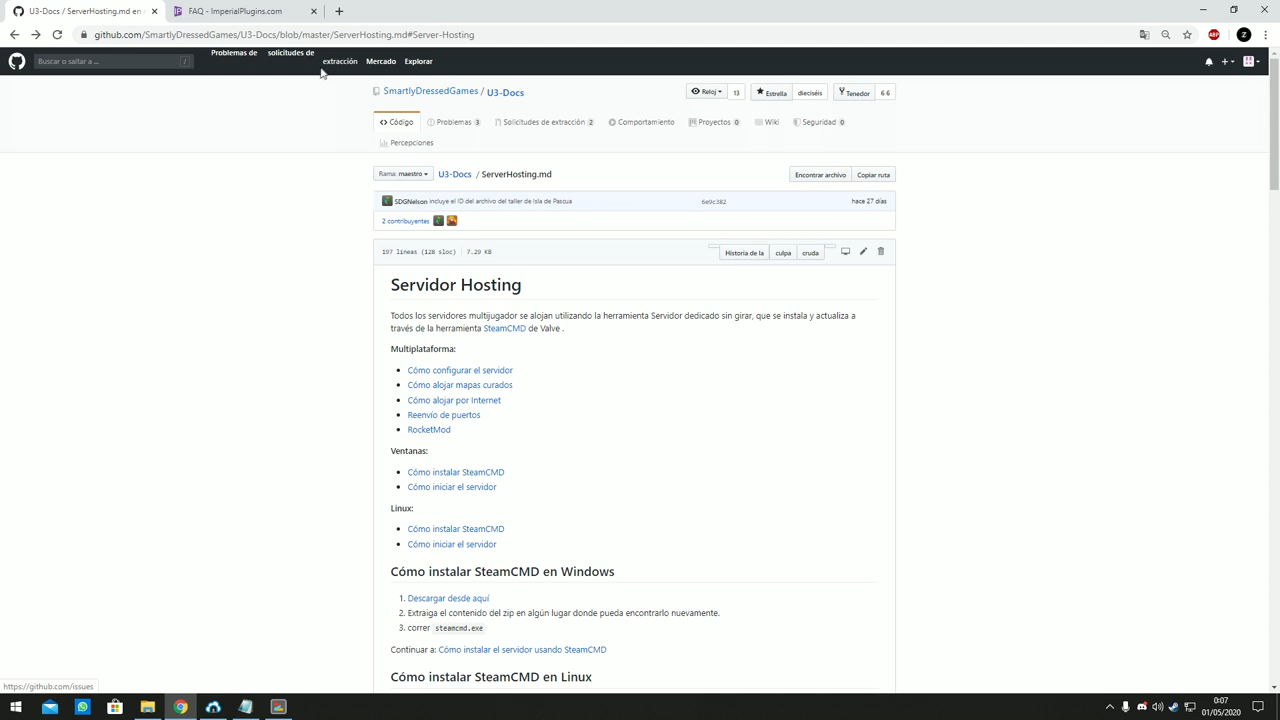 U3-Docs / ServerHosting.md en
FAQ - ImperialPlugins.com
github.com/SmartlyDressedGames/U3-Docs/blob/master/ServerHosting.md#Server-Hosting
ABP
Z
Buscar o saltar a ...
/
Problemas de
solicitudes de
extracción
Mercado
Explorar
SmartlyDressedGames / U3-Docs
Reloj
13
Estrella
dieciséis
Tenedor
6 6
Código
Problemas 3
Solicitudes de extracción 2
Comportamiento
Proyectos 0
Wiki
Seguridad 0
Percepciones
Rama: maestro
U3-Docs / ServerHosting.md
Encontrar archivo
Copiar ruta
SDGNelson incluye el ID del archivo del taller de Isla de Pascua
6e9c382
hace 27 días
2 contribuyentes
197 líneas (128 sloc)
7.29 KB
Historia de la
culpa
cruda
Servidor Hosting
Todos los servidores multijugador se alojan utilizando la herramienta Servidor dedicado sin girar, que se instala y actualiza a
través de la herramienta SteamCMD de Valve .
Multiplataforma:
Cómo configurar el servidor
Cómo alojar mapas curados
Cómo alojar por Internet
Reenvío de puertos
RocketMod
Ventanas:
Cómo instalar SteamCMD
Cómo iniciar el servidor
Linux:
Cómo instalar SteamCMD
Cómo iniciar el servidor
Cómo instalar SteamCMD en Windows
1. Descargar desde aquí
2. Extraiga el contenido del zip en algún lugar donde pueda encontrarlo nuevamente.
3. correr steamcmd.exe
Continuar a: Cómo instalar el servidor usando SteamCMD
Cómo instalar SteamCMD en Linux
https://github.com/issues
0:07
01/05/2020